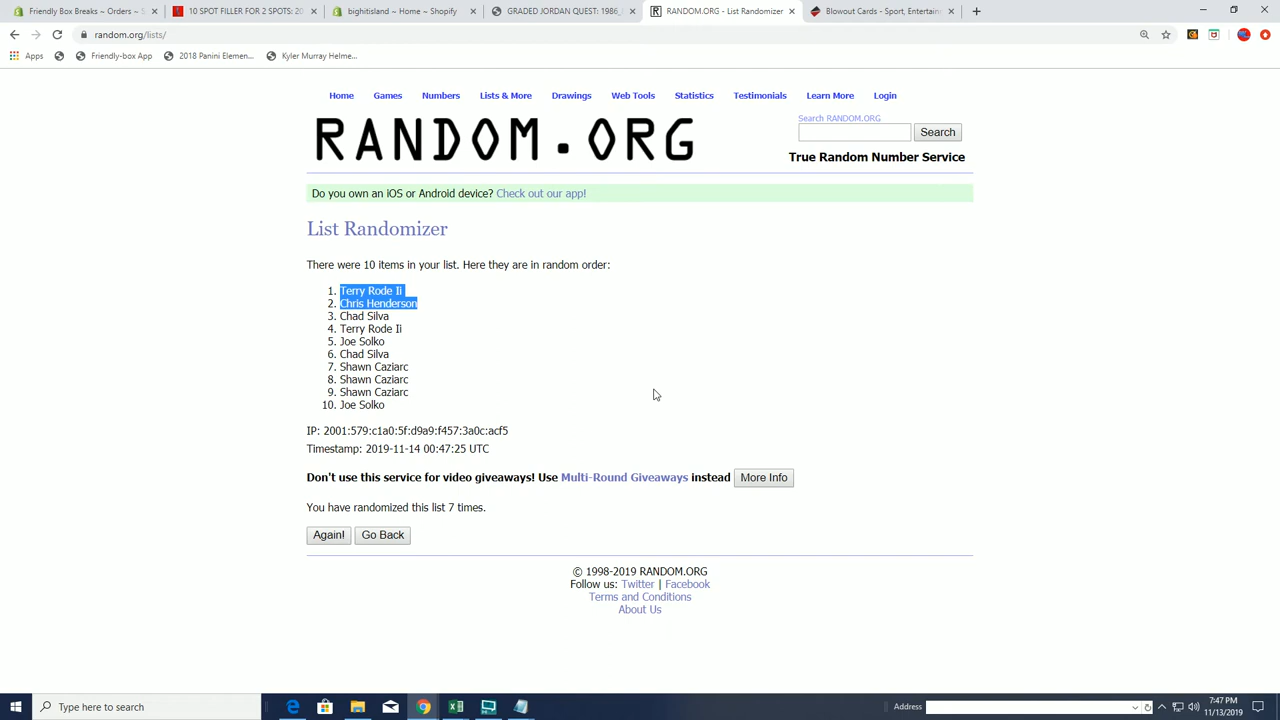 Friendly Box Breaks ~ Orders ~ S
10 SPOT FILLER FOR 2 SPOTS: 20
bighitisland ~ Home ~ Shopify
GRADED JORDAN QUEST: 1986_
RANDOM.ORG - List Randomizer
Blowout Cards - Sport, Entertain
random.org/lists/
Apps
Friendly-box App
2018 Panini Elemen...
Kyler Murray Helme...
Home
Games
Numbers
Lists & More
Drawings
Web Tools
Statistics
Testimonials
Learn More
Login
RANDOM.ORG
Search RANDOM.ORG
Search
True Random Number Service
Do you own an iOS or Android device? Check out our app!
List Randomizer
There were 10 items in your list. Here they are in random order:
1. Terry Rode Ii
2. Chris Henderson
3. Chad Silva
4. Terry Rode Ii
5. Joe Solko
6. Chad Silva
7. Shawn Caziarc
8. Shawn Caziarc
9. Shawn Caziarc
10. Joe Solko
IP: 2001:579:c1a0:5f:d9a9:f457:3a0c:acf5
Timestamp: 2019-11-14 00:47:25 UTC
Don't use this service for video giveaways! Use Multi-Round Giveaways instead More Info
You have randomized this list 7 times.
Again! Go Back
© 1998-2019 RANDOM.ORG
Follow us: Twitter | Facebook
Terms and Conditions
About Us
Type here to search
Address
7:47 PM
11/13/2019